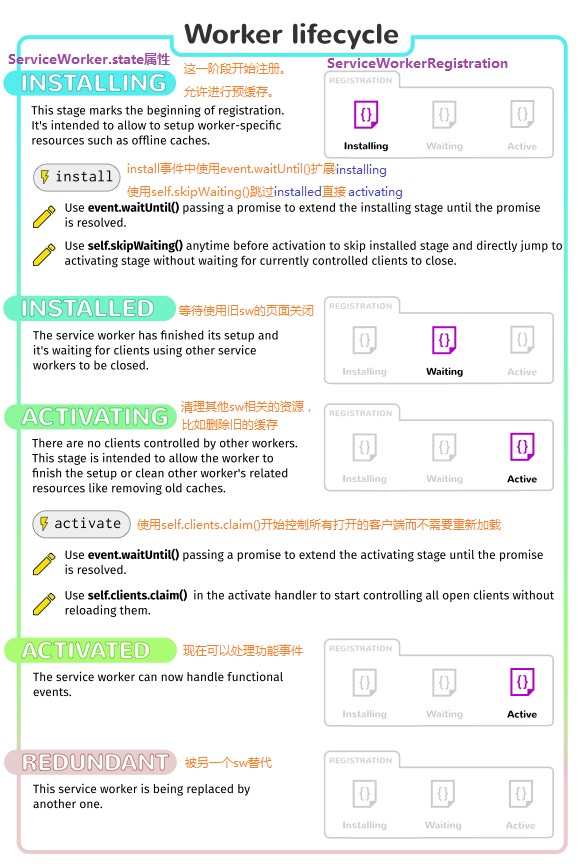 Worker lifecycle
ServiceWorker.state属性
INSTALLING
这一阶段开始注册。
允许进行预缓存。
ServiceWorkerRegistration
REGISTRATION
{}
{}
{}
Installing
Waiting
Active
This stage marks the beginning of registration.
It's intended to allow to setup worker-specific
resources such as offline caches.
install
install事件中使用event.waitUntil()扩展installing
使用self.skipWaiting()跳过installed直接activating
Use event.waitUntil() passing a promise to extend the installing stage until the promise
is resolved.
Use self.skipWaiting() anytime before activation to skip installed stage and directly jump to
activating stage without waiting for currently controlled clients to close.
INSTALLED
等待使用旧sw的页面关闭
The service worker has finished its setup and
it's waiting for clients using other service
workers to be closed.
REGISTRATION
{}
{}
{}
Installing
Waiting
Active
ACTIVATING
清理其他sw相关的资源，
比如删除旧的缓存
There are no clients controlled by other workers.
This stage is intended to allow the worker to
finish the setup or clean other worker's related
resources like removing old caches.
REGISTRATION
{}
{}
{}
Installing
Waiting
Active
activate
使用self.clients.claim()开始控制所有打开的客户端而不需要重新加载
Use event.waitUntil() passing a promise to extend the activating stage until the promise
is resolved.
Use self.clients.claim() in the activate handler to start controlling all open clients without
reloading them.
ACTIVATED
现在可以处理功能事件
The service worker can now handle functional
events.
REGISTRATION
{}
{}
{}
Installing
Waiting
Active
REDUNDANT
被另一个sw替代
This service worker is being replaced by
another one.
REGISTRATION
{}
{}
{}
Installing
Waiting
Active